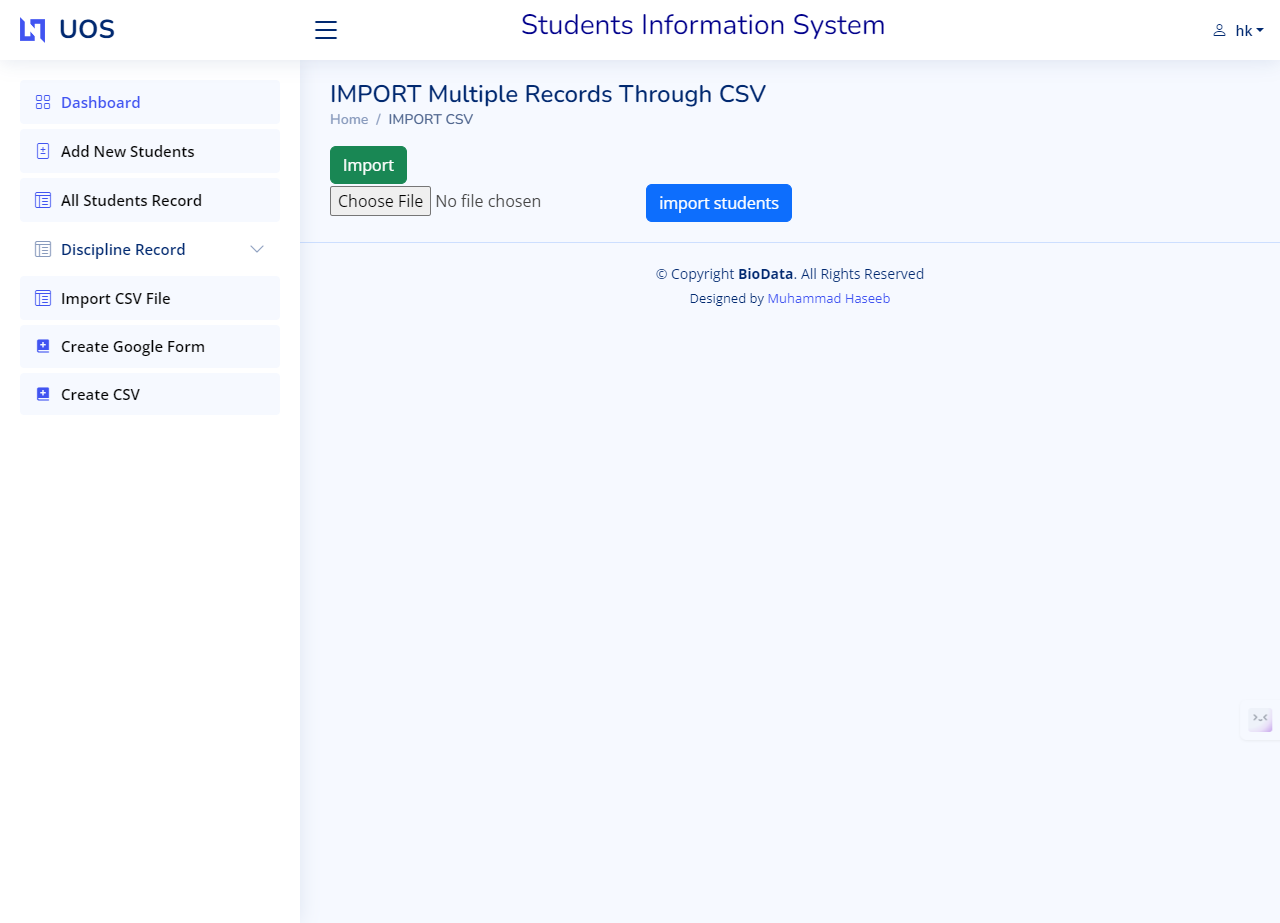 UOS
Students Information System
hk
Dashboard
Add New Students
All Students Record
Discipline Record
Import CSV File
Create Google Form
Create CSV
IMPORT Multiple Records Through CSV
Home / IMPORT CSV
Import
Choose File No file chosen
import students
© Copyright BioData. All Rights Reserved
Designed by Muhammad Haseeb